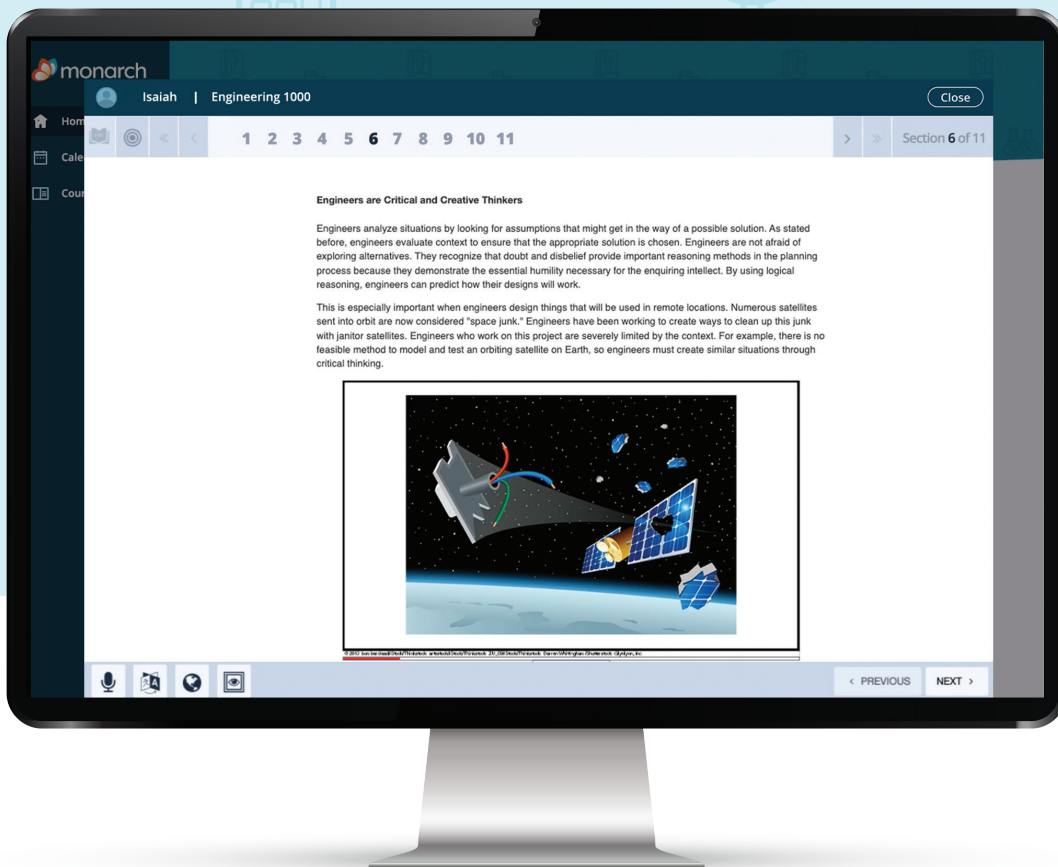 monarch
Isaiah | Engineering 1000
Close
Hom
1 2 3 4 5 6 7 8 9 10 11
Section 6 of 11
Cale
Cour
Engineers are Critical and Creative Thinkers
Engineers analyze situations by looking for assumptions that might get in the way of a possible solution. As stated
before, engineers evaluate context to ensure that the appropriate solution is chosen. Engineers are not afraid of
exploring alternatives. They recognize that doubt and disbelief provide important reasoning methods in the planning
process because they demonstrate the essential humility necessary for the enquiring intellect. By using logical
reasoning, engineers can predict how their designs will work.
This is especially important when engineers design things that will be used in remote locations. Numerous satellites
sent into orbit are now considered "space junk." Engineers have been working to create ways to clean up this junk
with janitor satellites. Engineers who work on this project are severely limited by the context. For example, there is no
feasible method to model and test an orbiting satellite on Earth, so engineers must create similar situations through
critical thinking.
PREVIOUS
NEXT